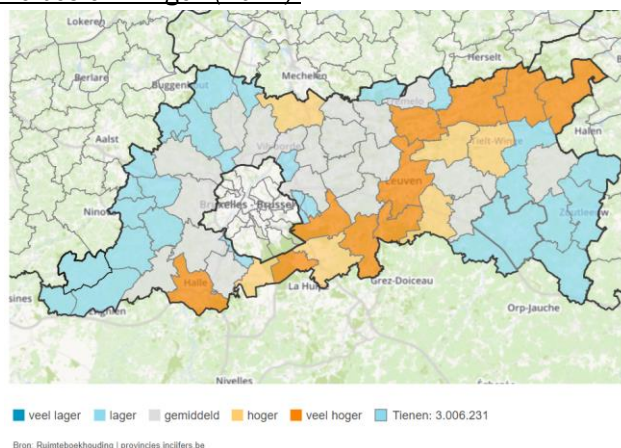 Lokeren
Herselt
Berlare
Buggenhout
Mechelen
Tremelo
Aalst
Vilvoorde
Tielt-Winge
Halen
Leuven
Ninove
Bruxelles - Brussel
Zoutleeuw
Halle
La Hulpe
Grez-Doiceau
Enghien
Orp-Jauche
Nivelles
veel lager lager gemiddeld hoger veel hoger Tienen: 3.006.231
Bron: Ruimteboekhouding | provincies.incijfers.be